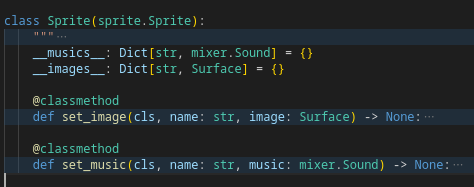 class Sprite(sprite.Sprite):
    """···
    __musics__: Dict[str, mixer.Sound] = {}
    __images__: Dict[str, Surface] = {}

    @classmethod
    def set_image(cls, name: str, image: Surface) -> None:···

    @classmethod
    def set_music(cls, name: str, music: mixer.Sound) -> None:···